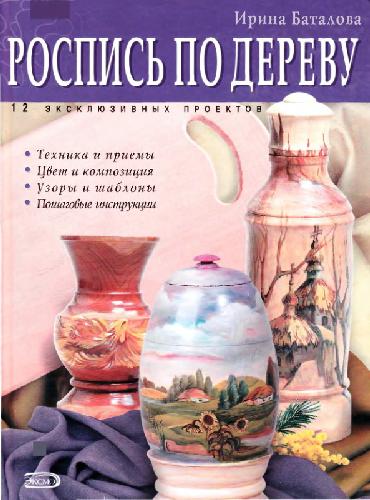 Ирина Баталова
РОСПИСЬ ПО ДЕРЕВУ
12 ЭКСКЛЮЗИВНЫХ ПРОЕКТОВ
• Техника и приемы
• Цвет и композиция
• Узоры и шаблоны
• Пошаговые инструкции
ЭКСМО